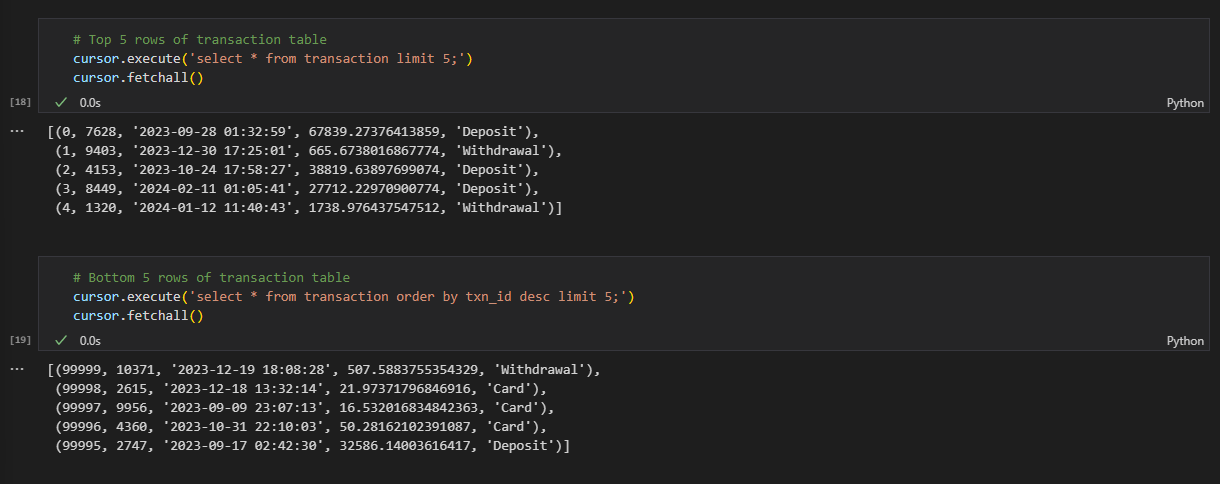 # Top 5 rows of transaction table
cursor.execute('select * from transaction limit 5;')
cursor.fetchall()
[18] 0.0s Python
... [(0, 7628, '2023-09-28 01:32:59', 67839.27376413859, 'Deposit'),
(1, 9403, '2023-12-30 17:25:01', 665.6738016867774, 'Withdrawal'),
(2, 4153, '2023-10-24 17:58:27', 38819.63897699074, 'Deposit'),
(3, 8449, '2024-02-11 01:05:41', 27712.22970900774, 'Deposit'),
(4, 1320, '2024-01-12 11:40:43', 1738.976437547512, 'Withdrawal')]
# Bottom 5 rows of transaction table
cursor.execute('select * from transaction order by txn_id desc limit 5;')
cursor.fetchall()
[19] 0.0s Python
... [(99999, 10371, '2023-12-19 18:08:28', 507.5883755354329, 'Withdrawal'),
(99998, 2615, '2023-12-18 13:32:14', 21.97371796846916, 'Card'),
(99997, 9956, '2023-09-09 23:07:13', 16.532016834842363, 'Card'),
(99996, 4360, '2023-10-31 22:10:03', 50.28162102391087, 'Card'),
(99995, 2747, '2023-09-17 02:42:30', 32586.14003616417, 'Deposit')]